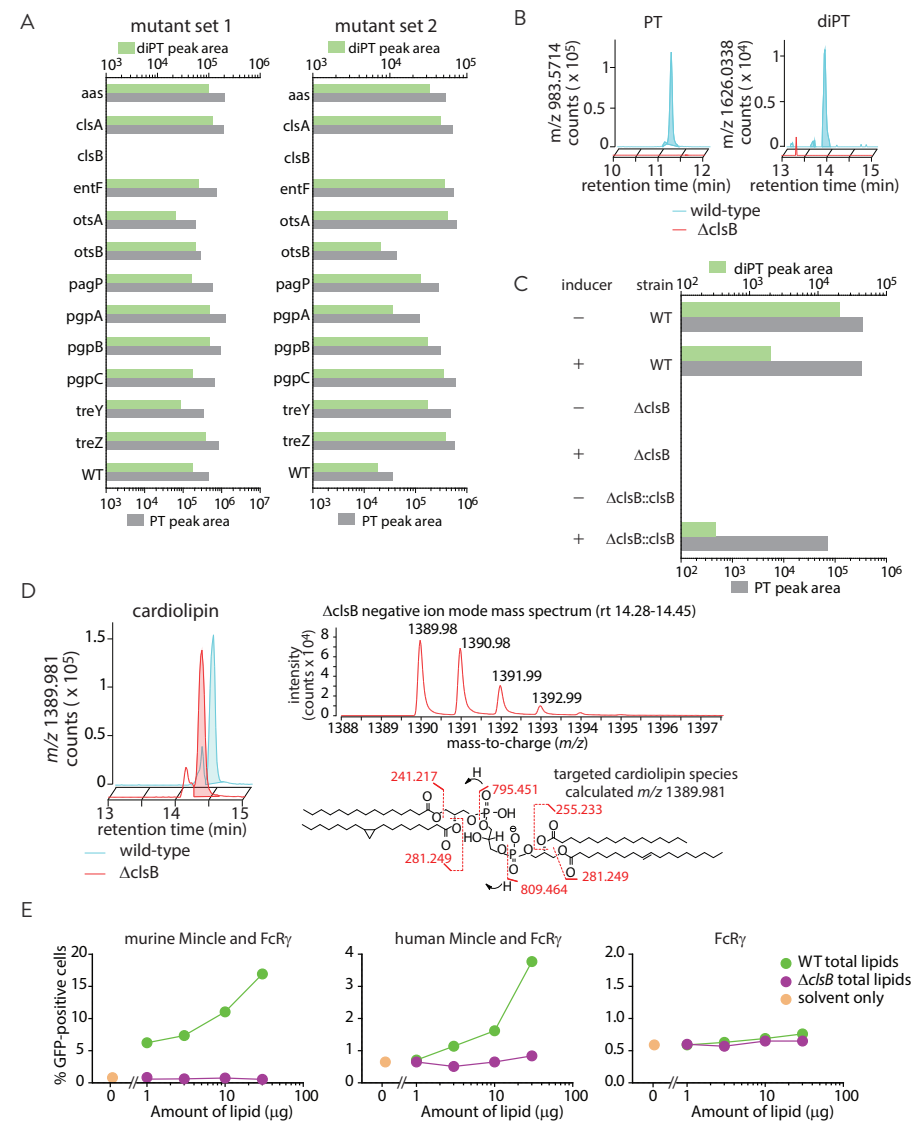 A
mutant set 1
diPT peak area
10³ 10⁴ 10⁵ 10⁶
aas
clsA
clsB
entF
otsA
otsB
pagP
pgpA
pgpB
pgpC
treY
treZ
WT
10³ 10⁴ 10⁵ 10⁶ 10⁷
PT peak area
mutant set 2
diPT peak area
10³ 10⁴ 10⁵
aas
clsA
clsB
entF
otsA
otsB
pagP
pgpA
pgpB
pgpC
treY
treZ
WT
10³ 10⁴ 10⁵ 10⁶
PT peak area
B
PT
m/z 983.5714
counts ( x 10⁵)
1
0.5
0
10 11 12
retention time (min)
diPT
m/z 1626.0338
counts ( x 10⁴)
1
0.5
0
13 14 15
retention time (min)
wild-type
ΔclsB
C
inducer strain
diPT peak area
10² 10³ 10⁴ 10⁵
− WT
+ WT
− ΔclsB
+ ΔclsB
− ΔclsB::clsB
+ ΔclsB::clsB
10² 10³ 10⁴ 10⁵ 10⁶
PT peak area
D
cardiolipin
m/z 1389.981
counts ( x 10⁵)
1.5
1
0.5
0
13 14 15
retention time (min)
wild-type
ΔclsB
ΔclsB negative ion mode mass spectrum (rt 14.28-14.45)
intensity
(counts x 10⁴)
8
6
4
2
0
1389.98
1390.98
1391.99
1392.99
1388 1389 1390 1391 1392 1393 1394 1395 1396 1397
mass-to-charge (m/z)
targeted cardiolipin species
calculated m/z 1389.981
241.217
H
795.451
255.233
O
O
O
P
OH
O
O
O
O
HO
H
O
⊖
O
P
O
O
O
O
O
O
281.249
281.249
H
809.464
E
murine Mincle and FcRγ
% GFP-positive cells
20
15
10
5
0
0 1 10 100
Amount of lipid (μg)
human Mincle and FcRγ
4
3
2
1
0
0 1 10 100
Amount of lipid (μg)
FcRγ
2.0
1.5
1.0
0.5
0.0
0 1 10 100
Amount of lipid (μg)
WT total lipids
ΔclsB total lipids
solvent only